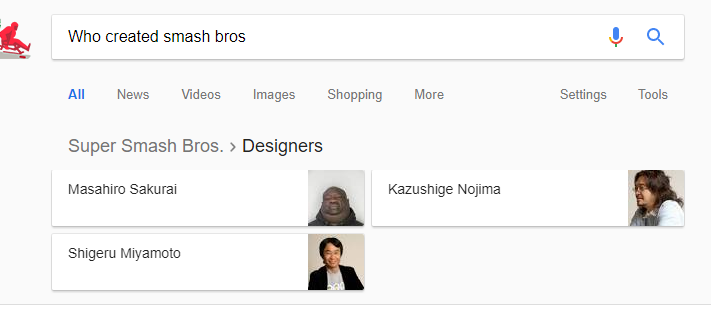 Who created smash bros
All News Videos Images Shopping More Settings Tools
Super Smash Bros. › Designers
Masahiro Sakurai
Kazushige Nojima
Shigeru Miyamoto